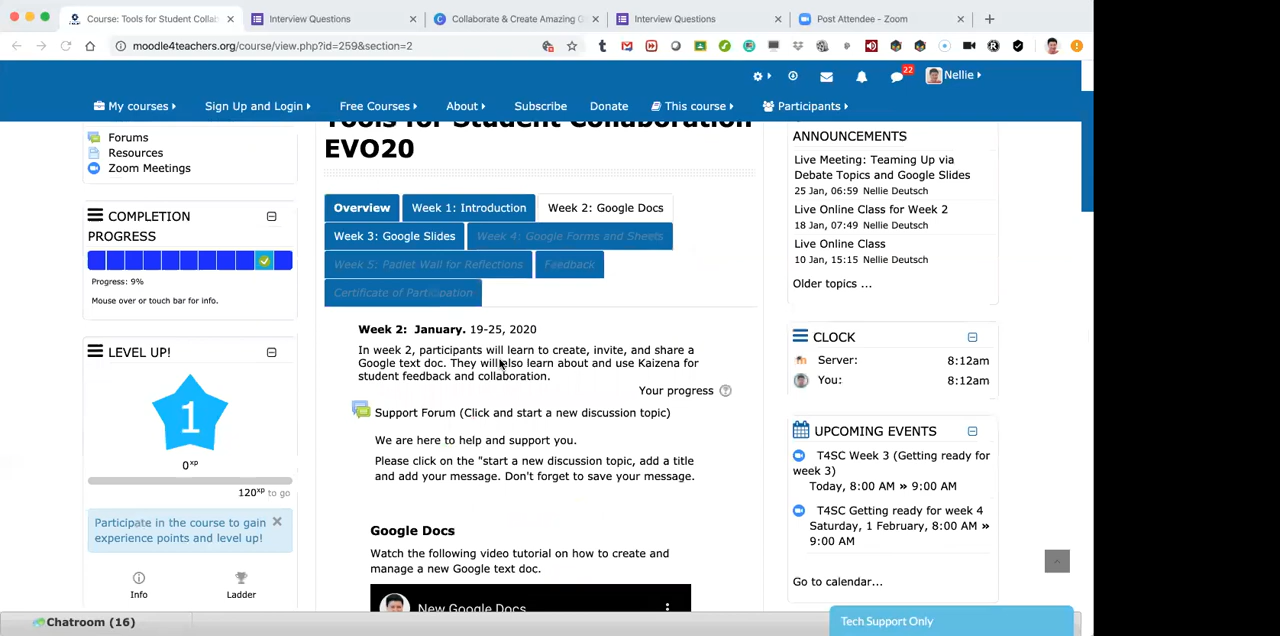 Course: Tools for Student Collab
Interview Questions
Collaborate & Create Amazing G
Interview Questions
Post Attendee - Zoom
moodle4teachers.org/course/view.php?id=259&section=2
22
Nellie
My courses
Sign Up and Login
Free Courses
About
Subscribe
Donate
This course
Participants
Forums
Resources
Zoom Meetings
COMPLETION
PROGRESS
Progress: 9%
Mouse over or touch bar for info.
LEVEL UP!
1
0xp
120xp to go
Participate in the course to gain
experience points and level up!
Info
Ladder
Tools for Student Collaboration
EVO20
Overview
Week 1: Introduction
Week 2: Google Docs
Week 3: Google Slides
Week 4: Google Forms and Sheets
Week 5: Padlet Wall for Reflections
Feedback
Certificate of Participation
Week 2: January. 19-25, 2020
In week 2, participants will learn to create, invite, and share a
Google text doc. They will also learn about and use Kaizena for
student feedback and collaboration.
Your progress
Support Forum (Click and start a new discussion topic)
We are here to help and support you.
Please click on the "start a new discussion topic, add a title
and add your message. Don't forget to save your message.
Google Docs
Watch the following video tutorial on how to create and
manage a new Google text doc.
New Google Docs
ANNOUNCEMENTS
Live Meeting: Teaming Up via
Debate Topics and Google Slides
25 Jan, 06:59 Nellie Deutsch
Live Online Class for Week 2
18 Jan, 07:49 Nellie Deutsch
Live Online Class
10 Jan, 15:15 Nellie Deutsch
Older topics ...
CLOCK
Server:
8:12am
You:
8:12am
UPCOMING EVENTS
T4SC Week 3 (Getting ready for
week 3)
Today, 8:00 AM » 9:00 AM
T4SC Getting ready for week 4
Saturday, 1 February, 8:00 AM »
9:00 AM
Go to calendar...
Chatroom (16)
Tech Support Only